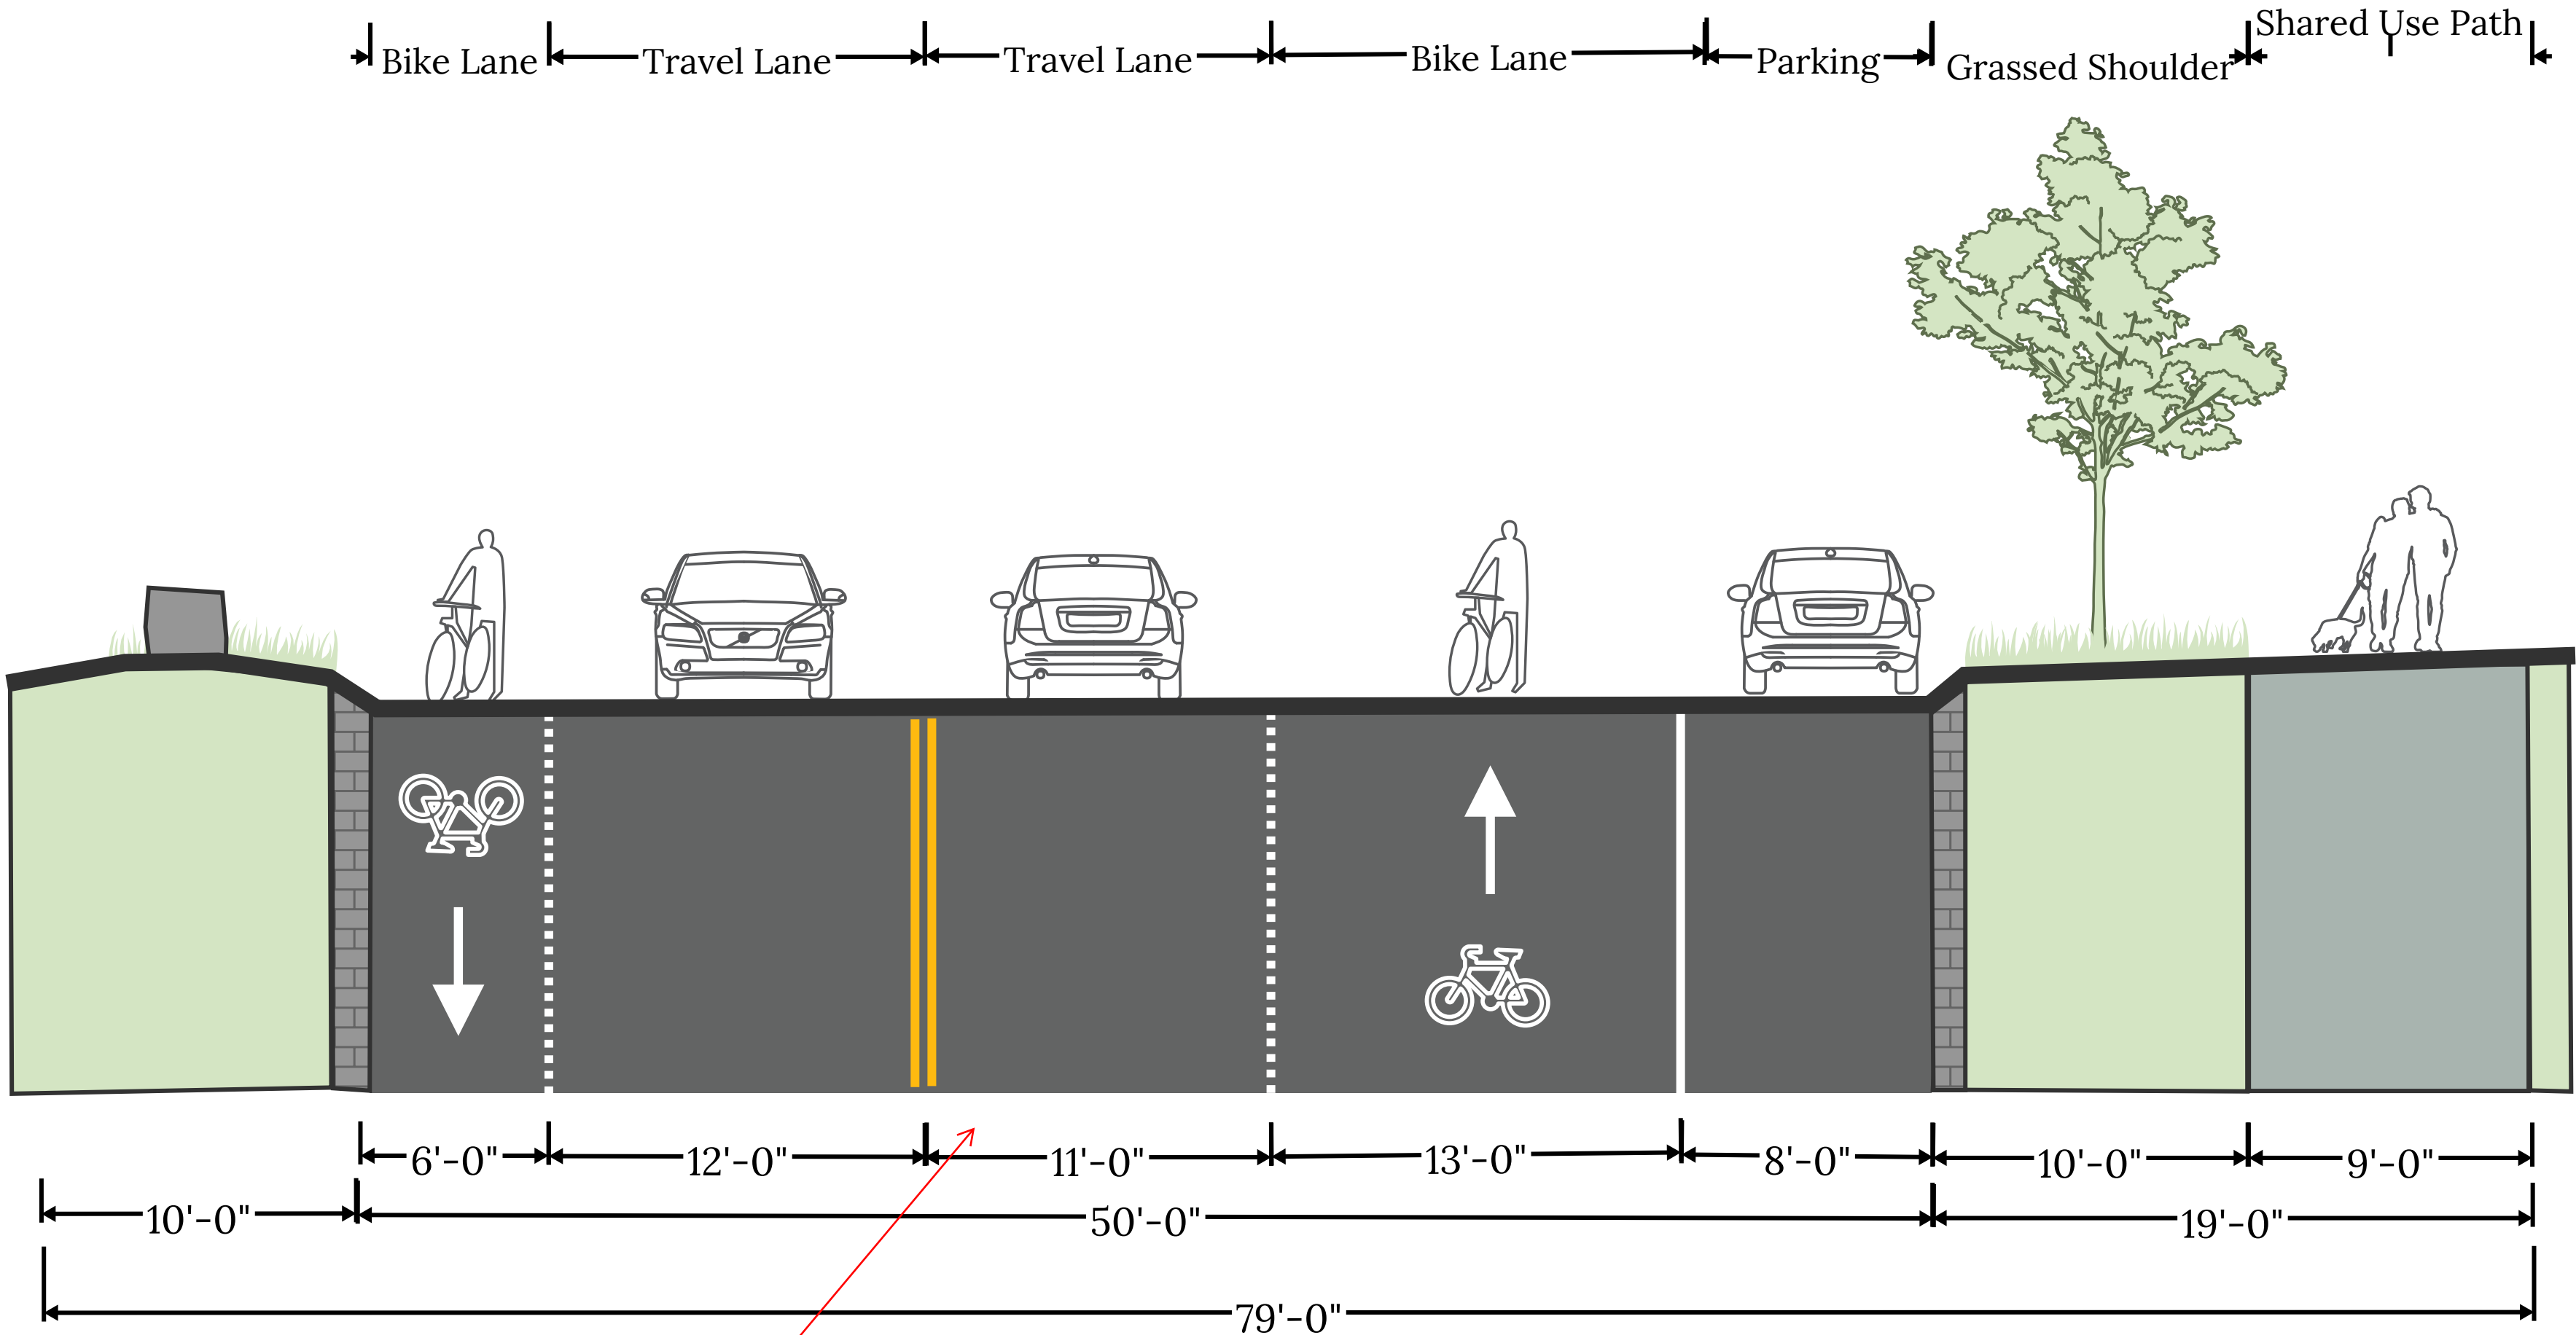 Shared Use Path
Bike Lane Travel Lane Travel Lane Bike Lane Parking Grassed Shoulder
6'-0" 12'-0" 11'-0" 13'-0" 8'-0" 10'-0" 9'-0"
10'-0" 50'-0" 19'-0"
79'-0"